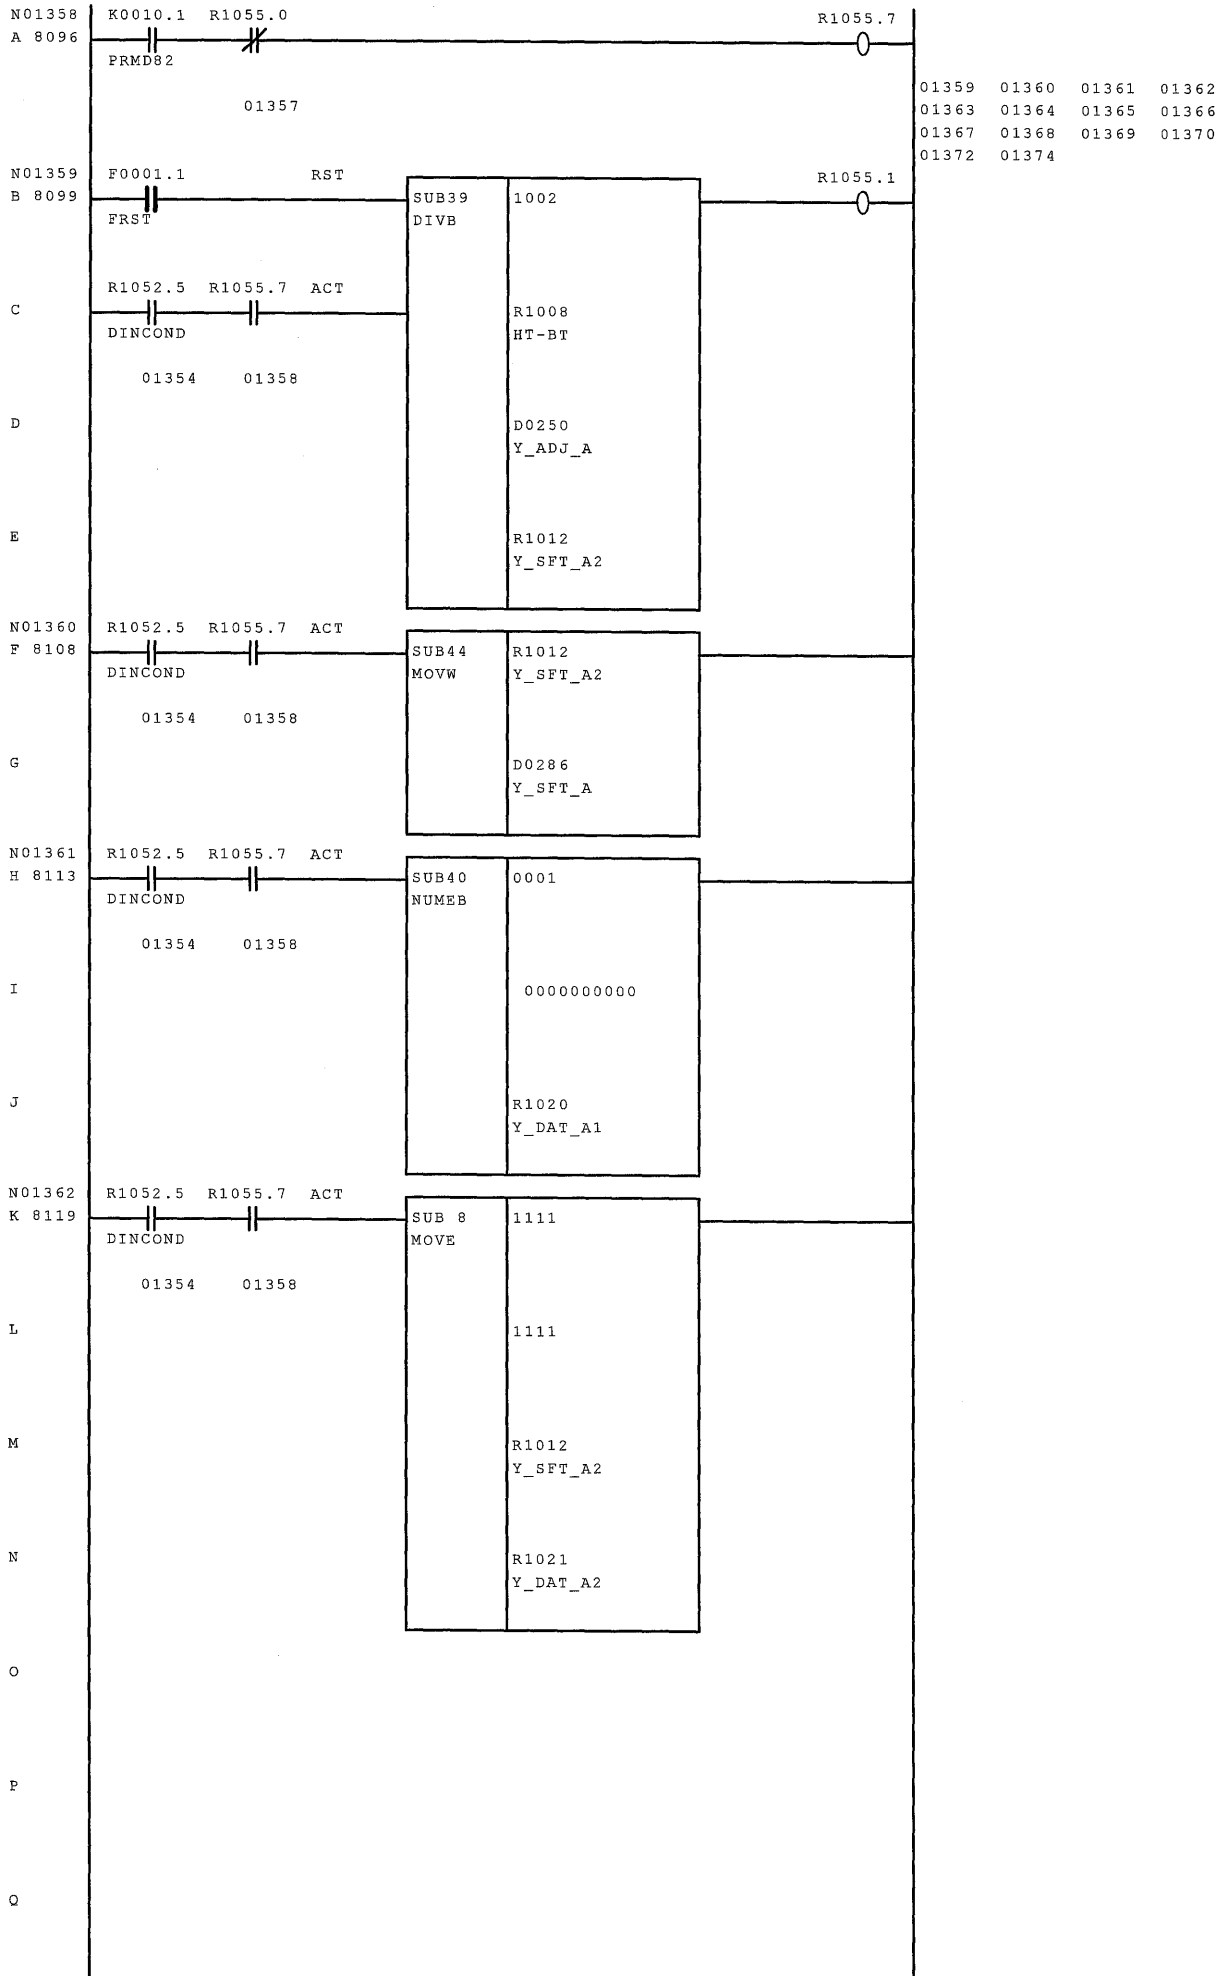 N01358 K0010.1 R1055.0 R1055.7
A 8096
PRMD82
01357
01359 01360 01361 01362
01363 01364 01365 01366
01367 01368 01369 01370
01372 01374
N01359 F0001.1 RST R1055.1
B 8099 SUB39 1002
FRST DIVB
R1052.5 R1055.7 ACT
C R1008
DINCOND HT-BT
01354 01358
D D0250
Y_ADJ_A
E R1012
Y_SFT_A2
N01360 R1052.5 R1055.7 ACT
F 8108 SUB44 R1012
DINCOND MOVW Y_SFT_A2
01354 01358
G D0286
Y_SFT_A
N01361 R1052.5 R1055.7 ACT
H 8113 SUB40 0001
DINCOND NUMEB
01354 01358
I 0000000000
J R1020
Y_DAT_A1
N01362 R1052.5 R1055.7 ACT
K 8119 SUB 8 1111
DINCOND MOVE
01354 01358
L 1111
M R1012
Y_SFT_A2
N R1021
Y_DAT_A2
O
P
Q